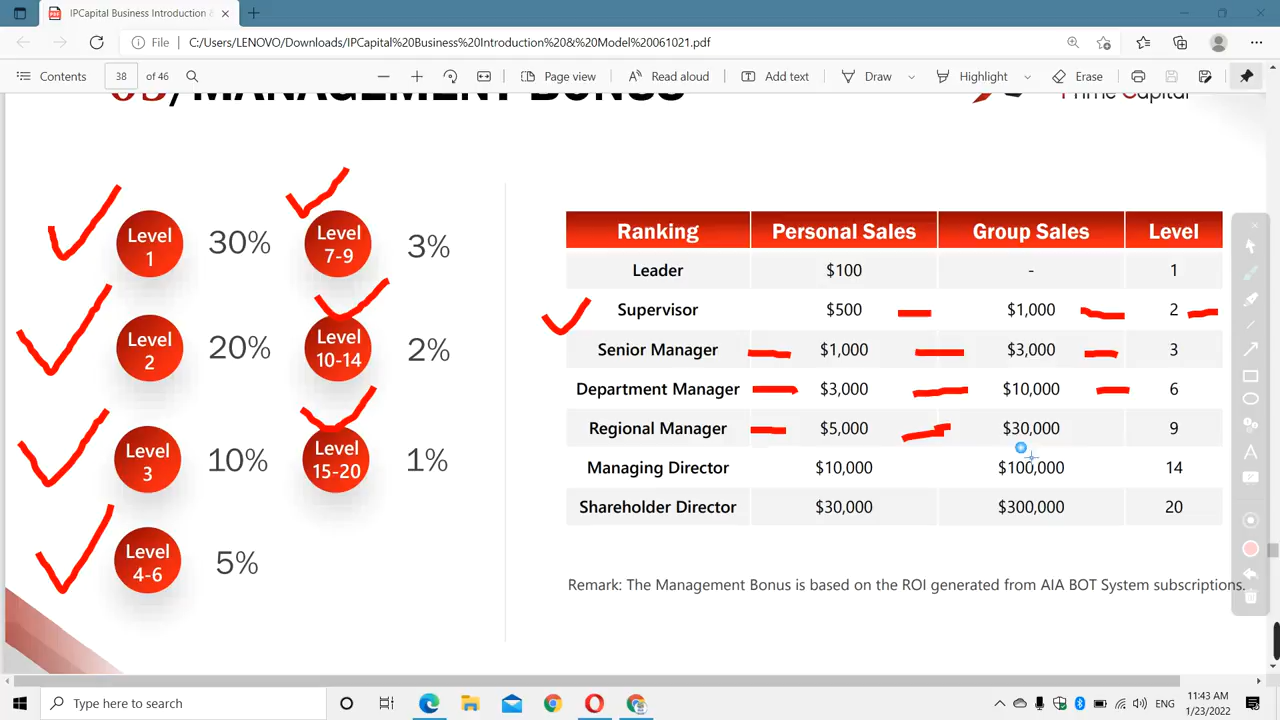 IPCapital Business Introduction &
File
C:/Users/LENOVO/Downloads/IPCapital%20Business%20Introduction%20&%20Model%20061021.pdf
Contents
38
of 46
Page view
Read aloud
Add text
Draw
Highlight
Erase
03/MANAGEMENT BONUS
Prime Capital
Level
1
30%
Level
7-9
3%
Level
2
20%
Level
10-14
2%
Level
3
10%
Level
15-20
1%
Level
4-6
5%
Ranking Personal Sales Group Sales Level
Leader $100 - 1
Supervisor $500 $1,000 2
Senior Manager $1,000 $3,000 3
Department Manager $3,000 $10,000 6
Regional Manager $5,000 $30,000 9
Managing Director $10,000 $100,000 14
Shareholder Director $30,000 $300,000 20
Remark: The Management Bonus is based on the ROI generated from AIA BOT System subscriptions.
Type here to search
ENG
11:43 AM
1/23/2022